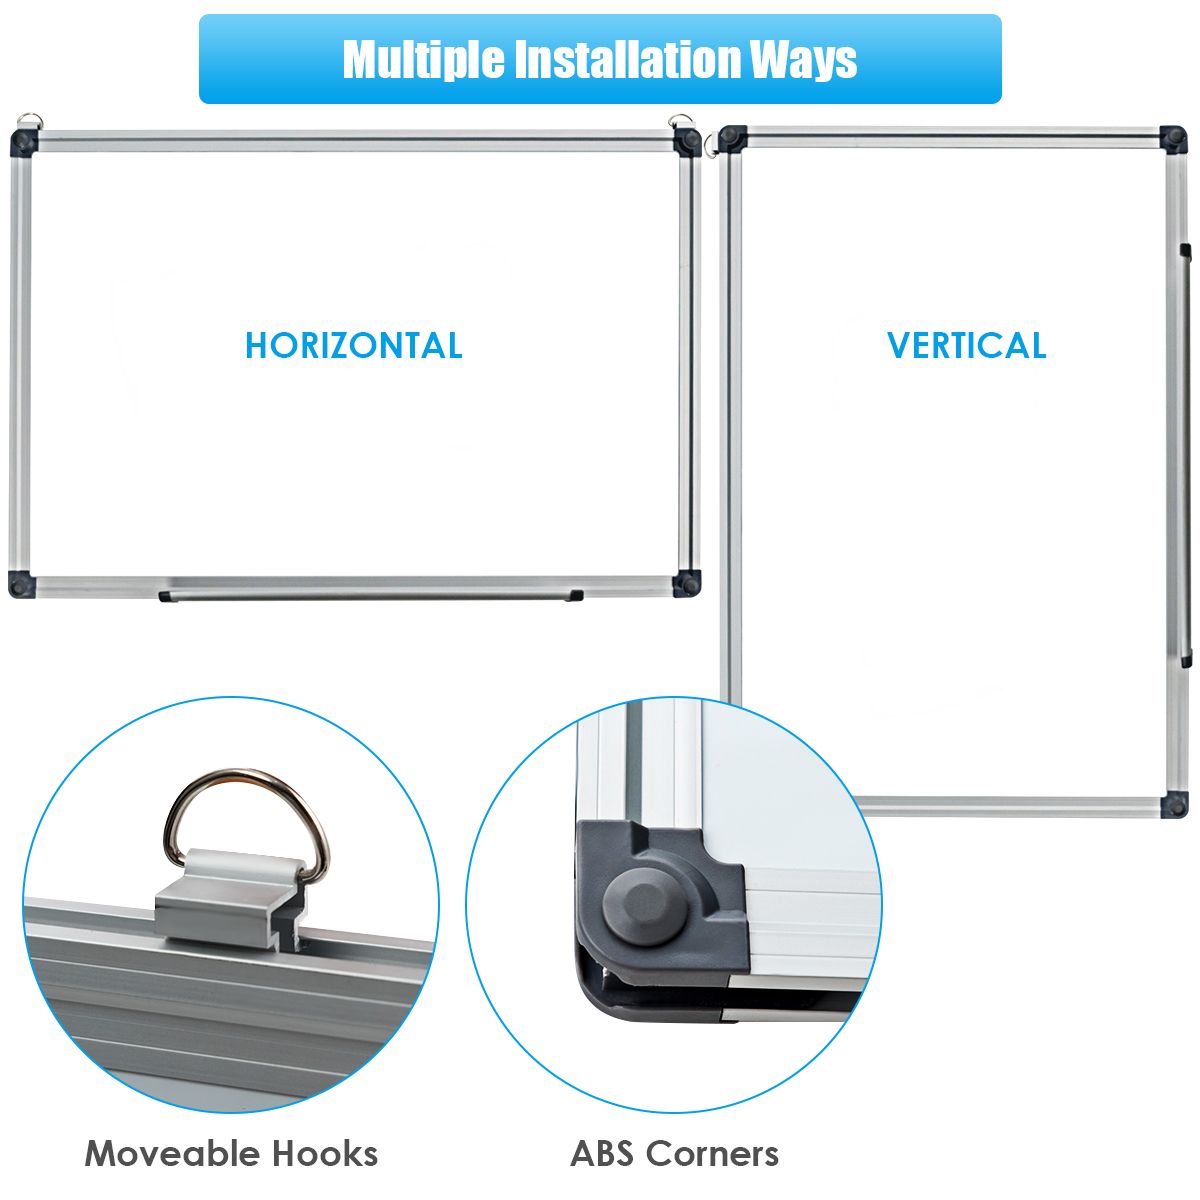 Multiple Installation Ways
HORIZONTAL
VERTICAL
Moveable Hooks
ABS Corners